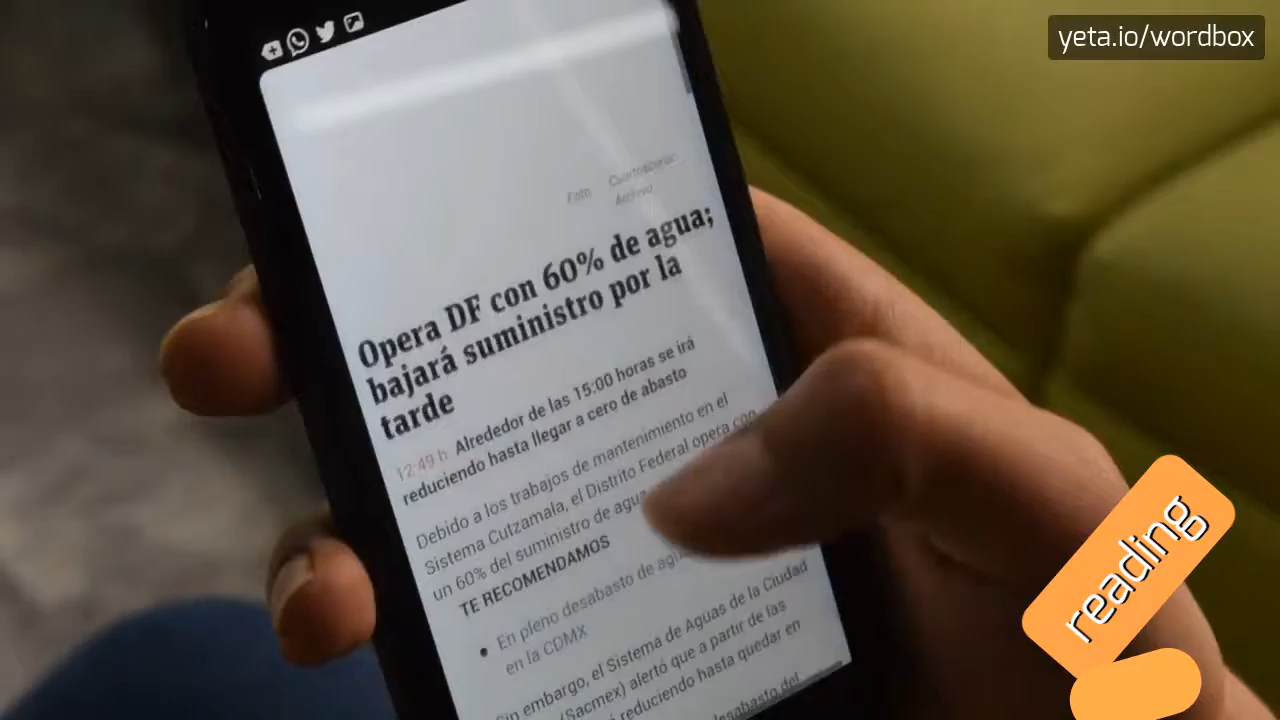 yeta.io/wordbox
Foto Cuartoscuro
Archivo
Opera DF con 60% de agua;
bajará suministro por la
tarde
12:49 h Alrededor de las 15:00 horas se irá
reduciendo hasta llegar a cero de abasto
Debido a los trabajos de mantenimiento en el
Sistema Cutzamala, el Distrito Federal opera con
un 60% del suministro de agua
TE RECOMENDAMOS
• En pleno desabasto de agua
en la CDMX
Sin embargo, el Sistema de Aguas de la Ciudad
(Sacmex) alertó que a partir de las
reduciendo hasta quedar en
desabasto del
reading